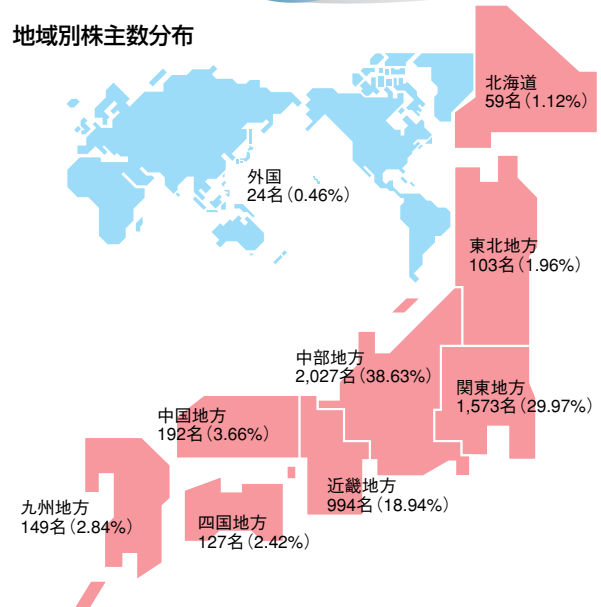 地域別株主数分布
北海道
59名(1.12%)
外国
24名(0.46%)
東北地方
103名(1.96%)
中部地方
2,027名(38.63%)
関東地方
1,573名(29.97%)
中国地方
192名(3.66%)
近畿地方
994名(18.94%)
九州地方
149名(2.84%)
四国地方
127名(2.42%)